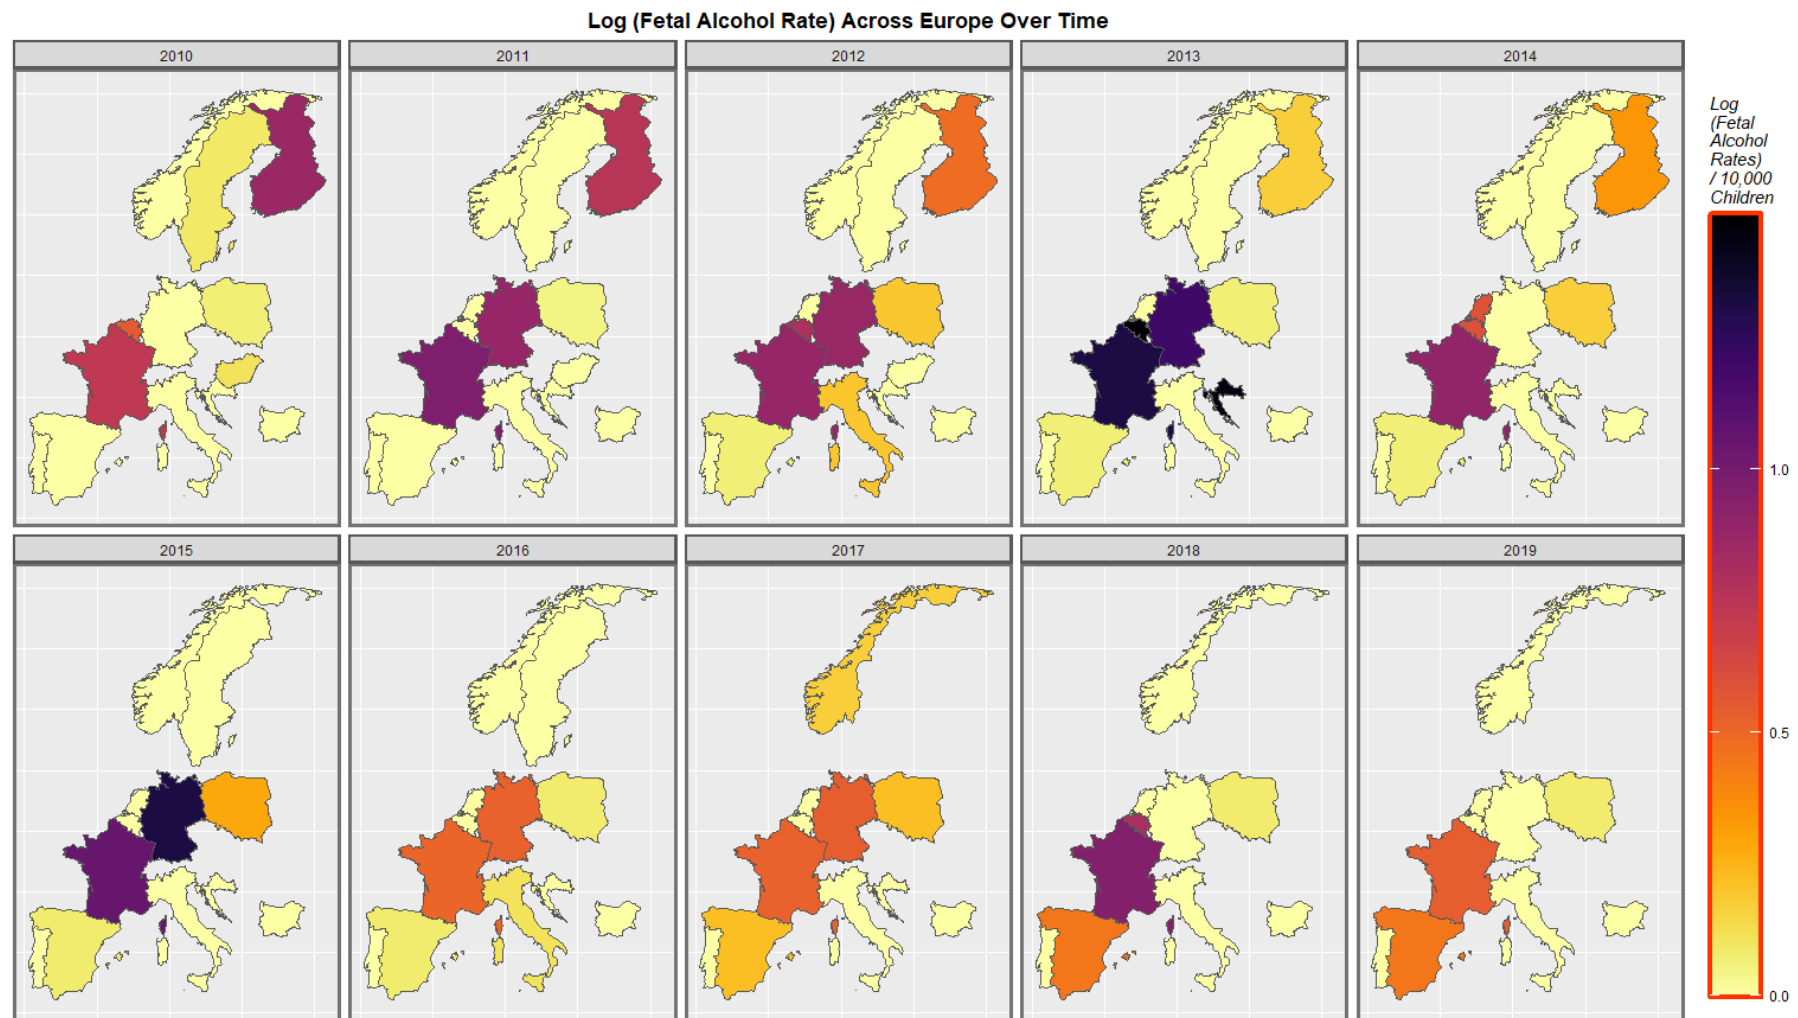 Log (Fetal Alcohol Rate) Across Europe Over Time
2010
2011
2012
2013
2014
Log
(Fetal
Alcohol
Rates)
/ 10,000
Children
1.0
0.5
0.0
2015
2016
2017
2018
2019